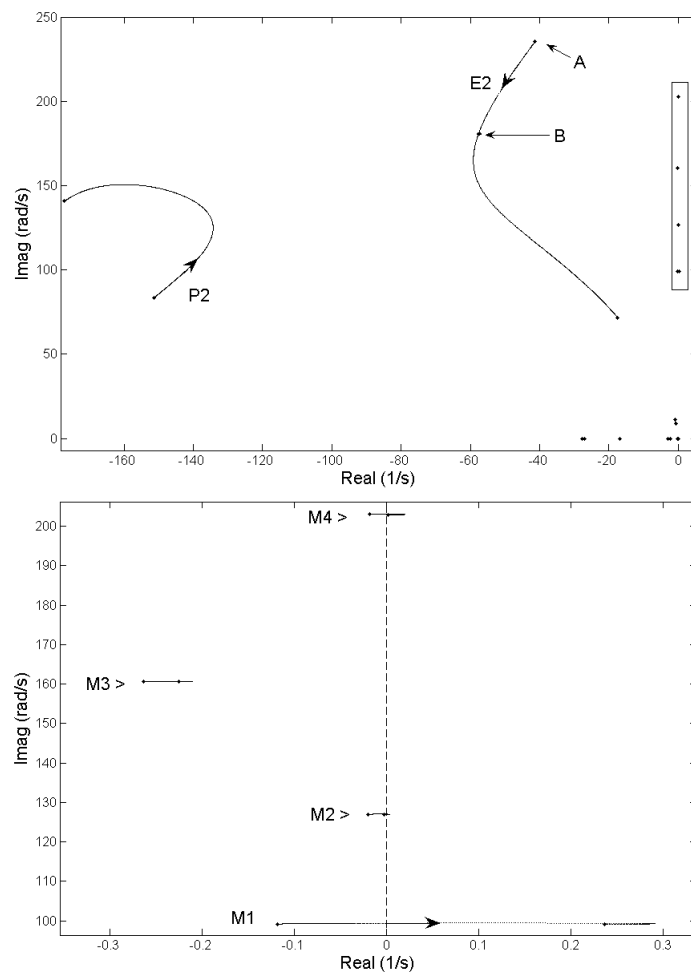 250
200
150
100
50
0
Imag (rad/s)
A
E2
B
P2
-160
-140
-120
-100
-80
-60
-40
-20
0
Real (1/s)
200
190
180
170
160
150
140
130
120
110
100
Imag (rad/s)
M4 >
M3 >
M2 >
M1
-0.3
-0.2
-0.1
0
0.1
0.2
0.3
Real (1/s)